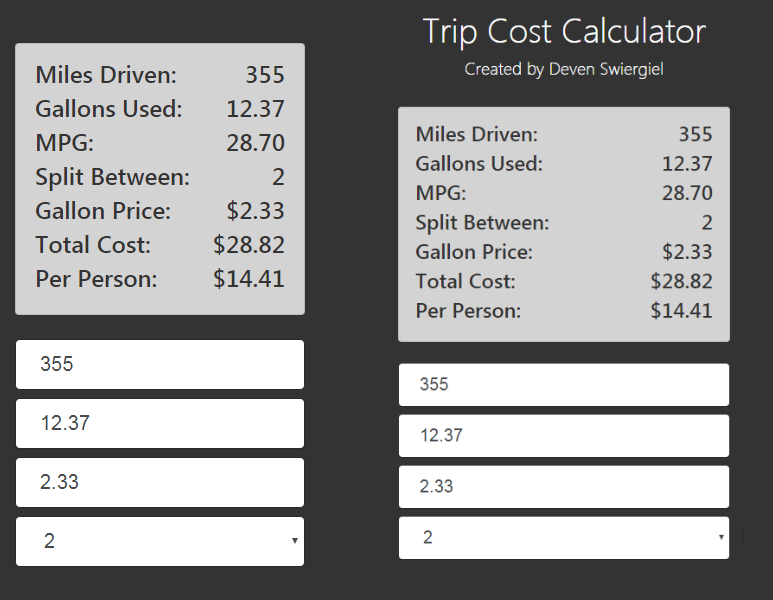 Miles Driven: 355
Gallons Used: 12.37
MPG: 28.70
Split Between: 2
Gallon Price: $2.33
Total Cost: $28.82
Per Person: $14.41
355
12.37
2.33
2
Trip Cost Calculator
Created by Deven Swiergiel
Miles Driven: 355
Gallons Used: 12.37
MPG: 28.70
Split Between: 2
Gallon Price: $2.33
Total Cost: $28.82
Per Person: $14.41
355
12.37
2.33
2